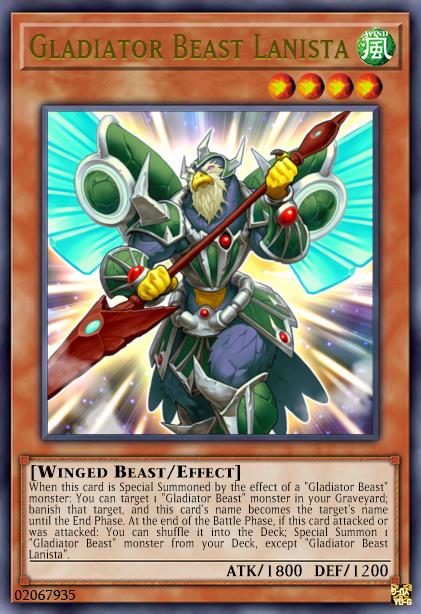 Gladiator Beast Lanista
WIND
風
[Winged Beast/Effect]
When this card is Special Summoned by the effect of a "Gladiator Beast"
monster: You can target 1 "Gladiator Beast" monster in your Graveyard;
banish that target, and this card's name becomes the target's name
until the End Phase. At the end of the Battle Phase, if this card attacked or
was attacked: You can shuffle it into the Deck; Special Summon 1
"Gladiator Beast" monster from your Deck, except "Gladiator Beast
Lanista".
ATK/1800 DEF/1200
02067935